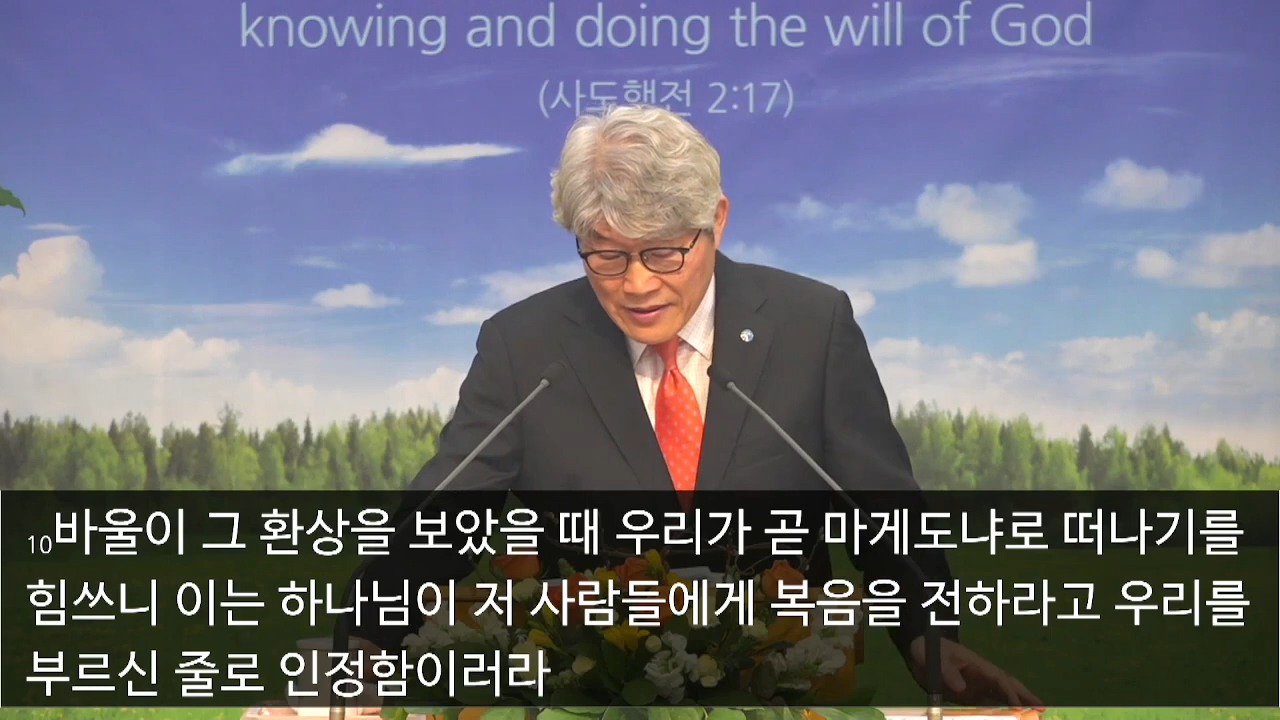 knowing and doing the will of God
(사도행전 2:17)
10바울이 그 환상을 보았을 때 우리가 곧 마게도냐로 떠나기를
힘쓰니 이는 하나님이 저 사람들에게 복음을 전하라고 우리를
부르신 줄로 인정함이러라